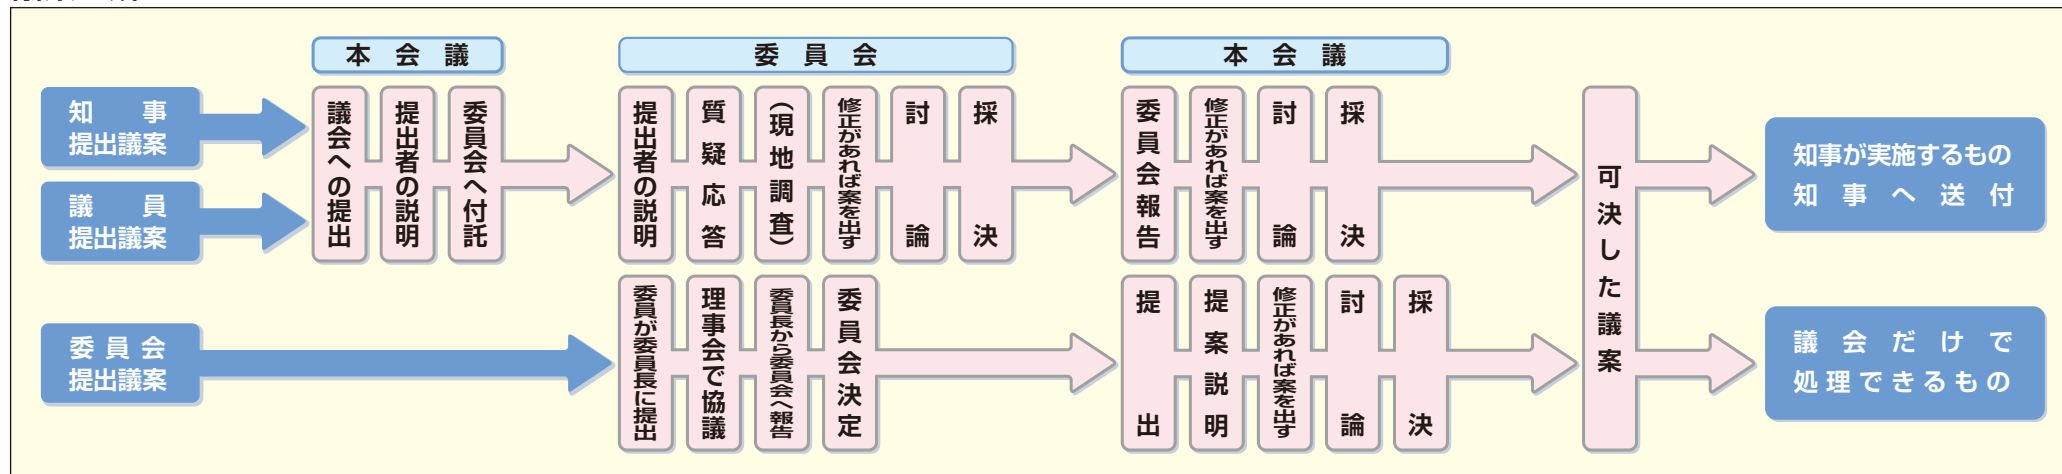 本会議
委員会
本会議
知事
提出議案
議員
提出議案
議会への提出
提出者の説明
委員会へ付託
提出者の説明
質疑応答
(現地調査)
修正があれば案を出す
討論
採決
委員会報告
修正があれば案を出す
討論
採決
委員会
提出議案
委員が委員長に提出
理事会で協議
委員長から委員会へ報告
委員会決定
提出
提案説明
修正があれば案を出す
討論
採決
可決した議案
知事が実施するもの
知事へ送付
議会だけで
処理できるもの